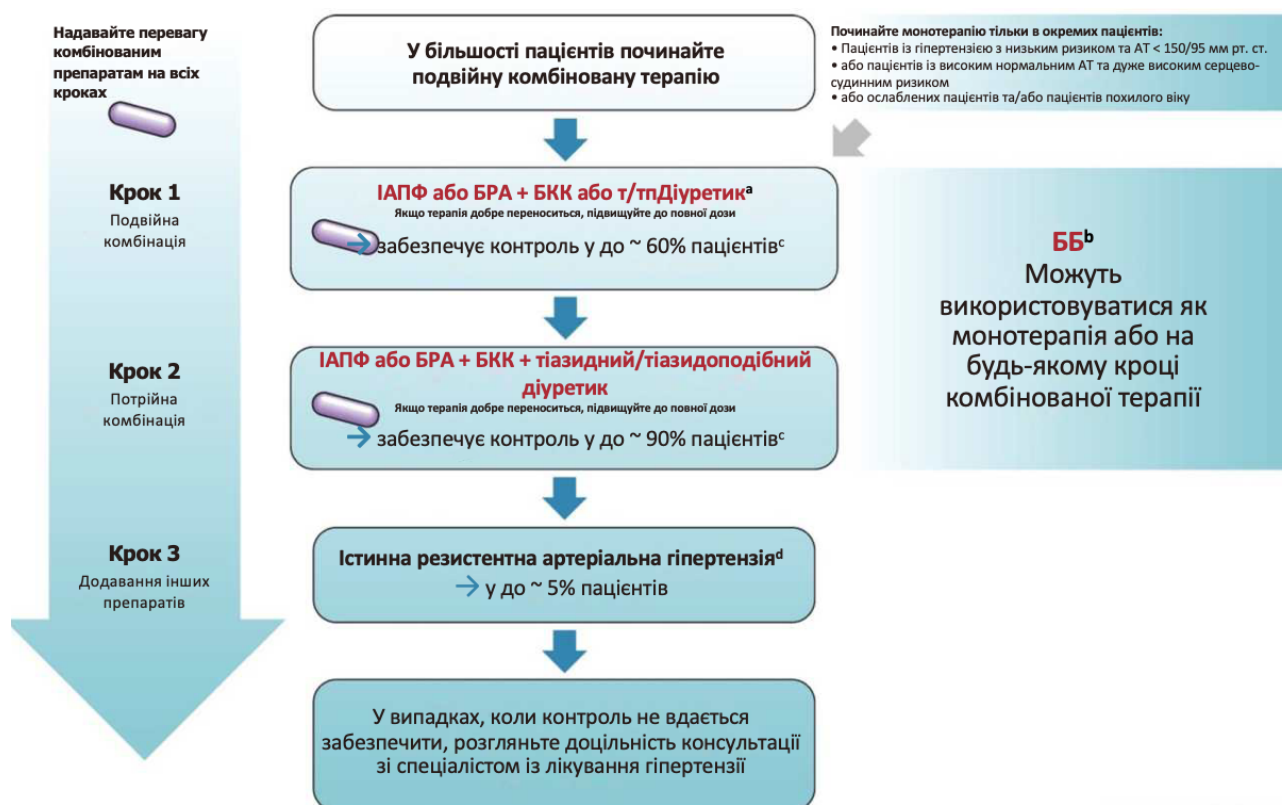 Надавайте перевагу
комбінованим
препаратам на всіх
кроках
У більшості пацієнтів починайте
подвійну комбіновану терапію
Починайте монотерапію тільки в окремих пацієнтів:
• Пацієнтів із гіпертензією з низьким ризиком та АТ < 150/95 мм рт. ст.
• або пацієнтів із високим нормальним АТ та дуже високим серцево-
судинним ризиком
• або ослаблених пацієнтів та/або пацієнтів похилого віку
Крок 1
Подвійна
комбінація
ІАПФ або БРА + БКК або т/тпДіуретикᵃ
Якщо терапія добре переноситься, підвищуйте до повної дози
→ забезпечує контроль у до ~ 60% пацієнтівᶜ
ББᵇ
Можуть
використовуватися як
монотерапія або на
будь-якому кроці
комбінованої терапії
Крок 2
Потрійна
комбінація
ІАПФ або БРА + БКК + тіазидний/тіазидоподібний
діуретик
Якщо терапія добре переноситься, підвищуйте до повної дози
→ забезпечує контроль у до ~ 90% пацієнтівᶜ
Крок 3
Додавання інших
препаратів
Істинна резистентна артеріальна гіпертензіяᵈ
→ у до ~ 5% пацієнтів
У випадках, коли контроль не вдається
забезпечити, розгляньте доцільність консультації
зі спеціалістом із лікування гіпертензії